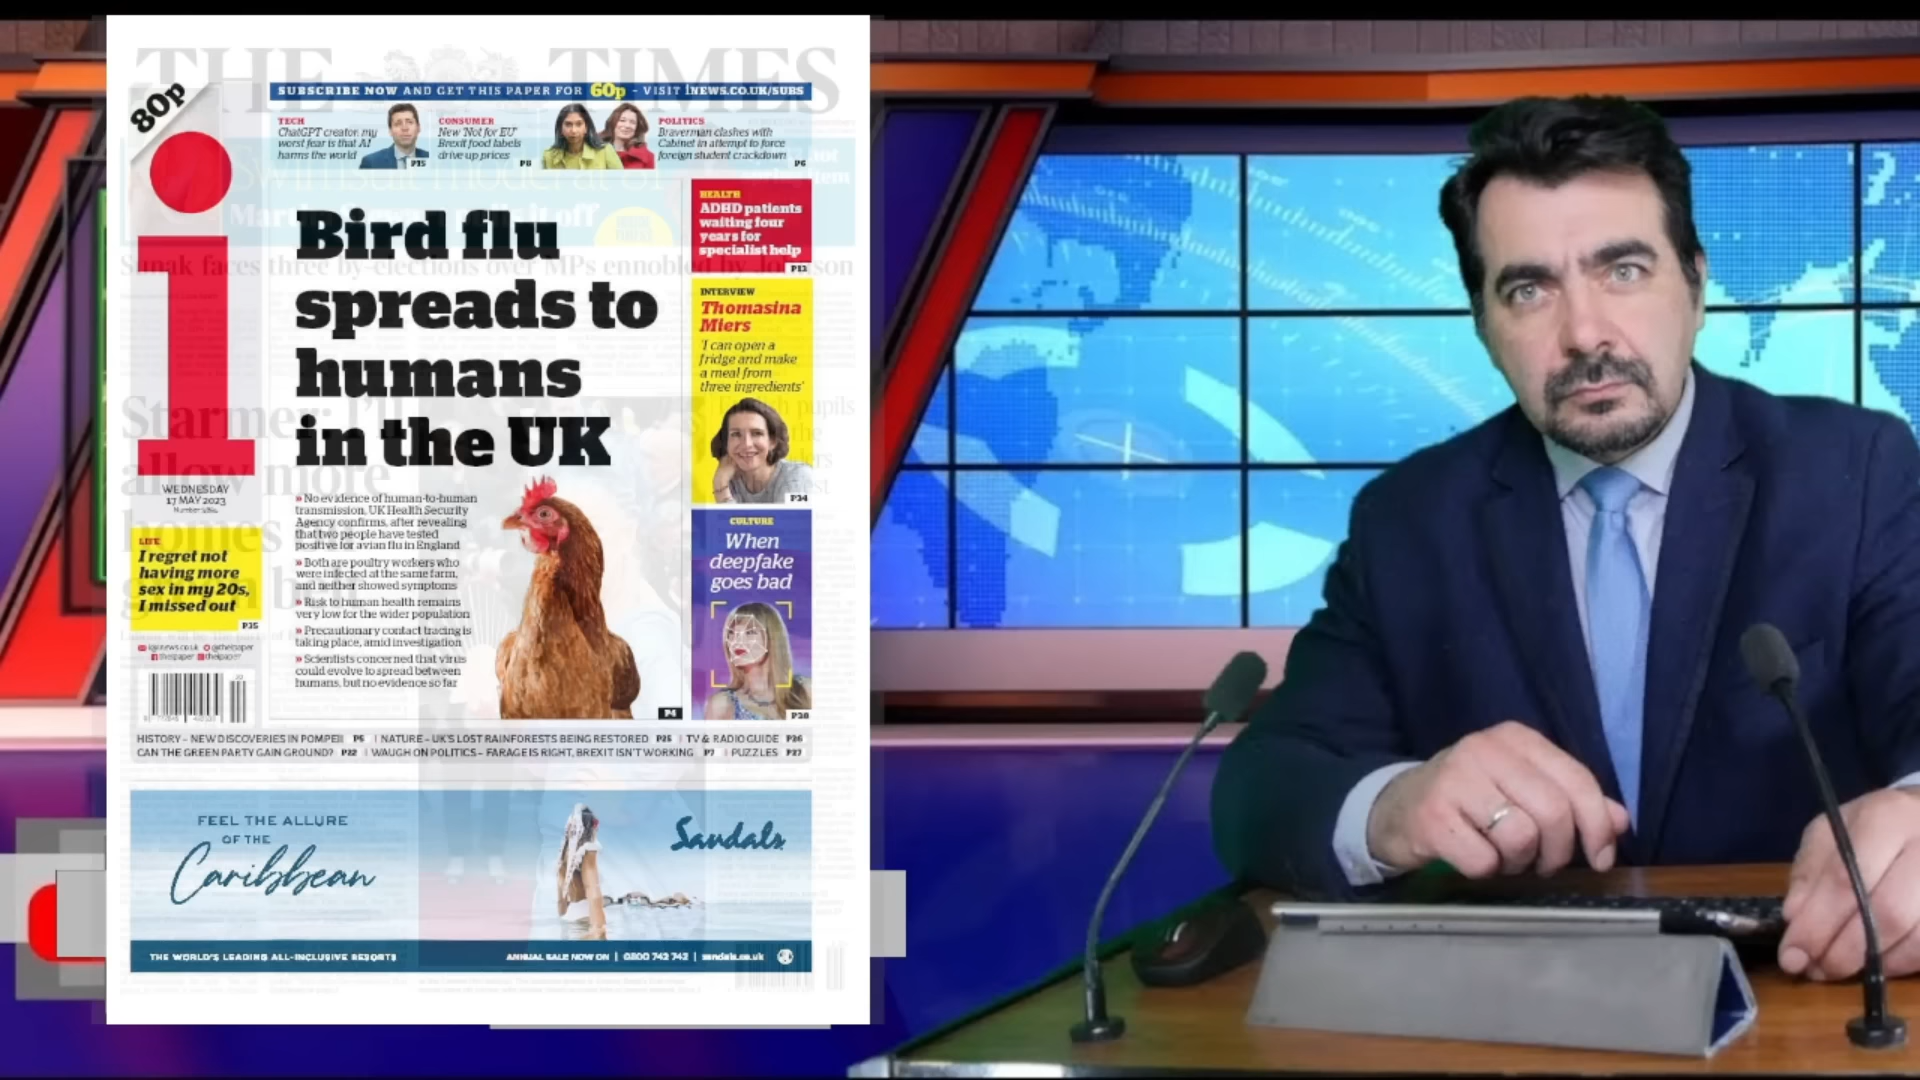 THE TIMES
80p
SUBSCRIBE NOW AND GET THIS PAPER FOR 60p – VISIT INEWS.CO.UK/SUBS
TECH
ChatGPT creator: my
worst fear is that AI
harms the world
P15
CONSUMER
New 'Not for EU'
Brexit food labels
drive up prices
P8
POLITICS
Braverman clashes with
Cabinet in attempt to force
foreign student crackdown
P6
i
Swimsuit model at 81
Sunak faces three by-elections over MPs ennobled by Johnson
Starmer: I'll
allow more
homes
Bird flu
spreads to
humans
in the UK
HEALTH
ADHD patients
waiting four
years for
specialist help
P13
INTERVIEW
Thomasina
Miers
'I can open a
fridge and make
a meal from
three ingredients'
P34
CULTURE
When
deepfake
goes bad
P28
WEDNESDAY
17 MAY 2023
LIFE
I regret not
having more
sex in my 20s,
I missed out
P35
» No evidence of human-to-human
transmission, UK Health Security
Agency confirms, after revealing
that two people have tested
positive for avian flu in England
» Both are poultry workers who
were infected at the same farm,
and neither showed symptoms
» Risk to human health remains
very low for the wider population
» Precautionary contact tracing is
taking place, amid investigation
» Scientists concerned that virus
could evolve to spread between
humans, but no evidence so far
P4
HISTORY – NEW DISCOVERIES IN POMPEII P5 | NATURE – UK'S LOST RAINFORESTS BEING RESTORED P25 | TV & RADIO GUIDE P26
CAN THE GREEN PARTY GAIN GROUND? P22 | WAUGH ON POLITICS – FARAGE IS RIGHT, BREXIT ISN'T WORKING P7 | PUZZLES P27
FEEL THE ALLURE
OF THE
Caribbean
Sandals
THE WORLD'S LEADING ALL-INCLUSIVE RESORTS
ANNUAL SALE NOW ON | 0800 742 742 | sandals.co.uk